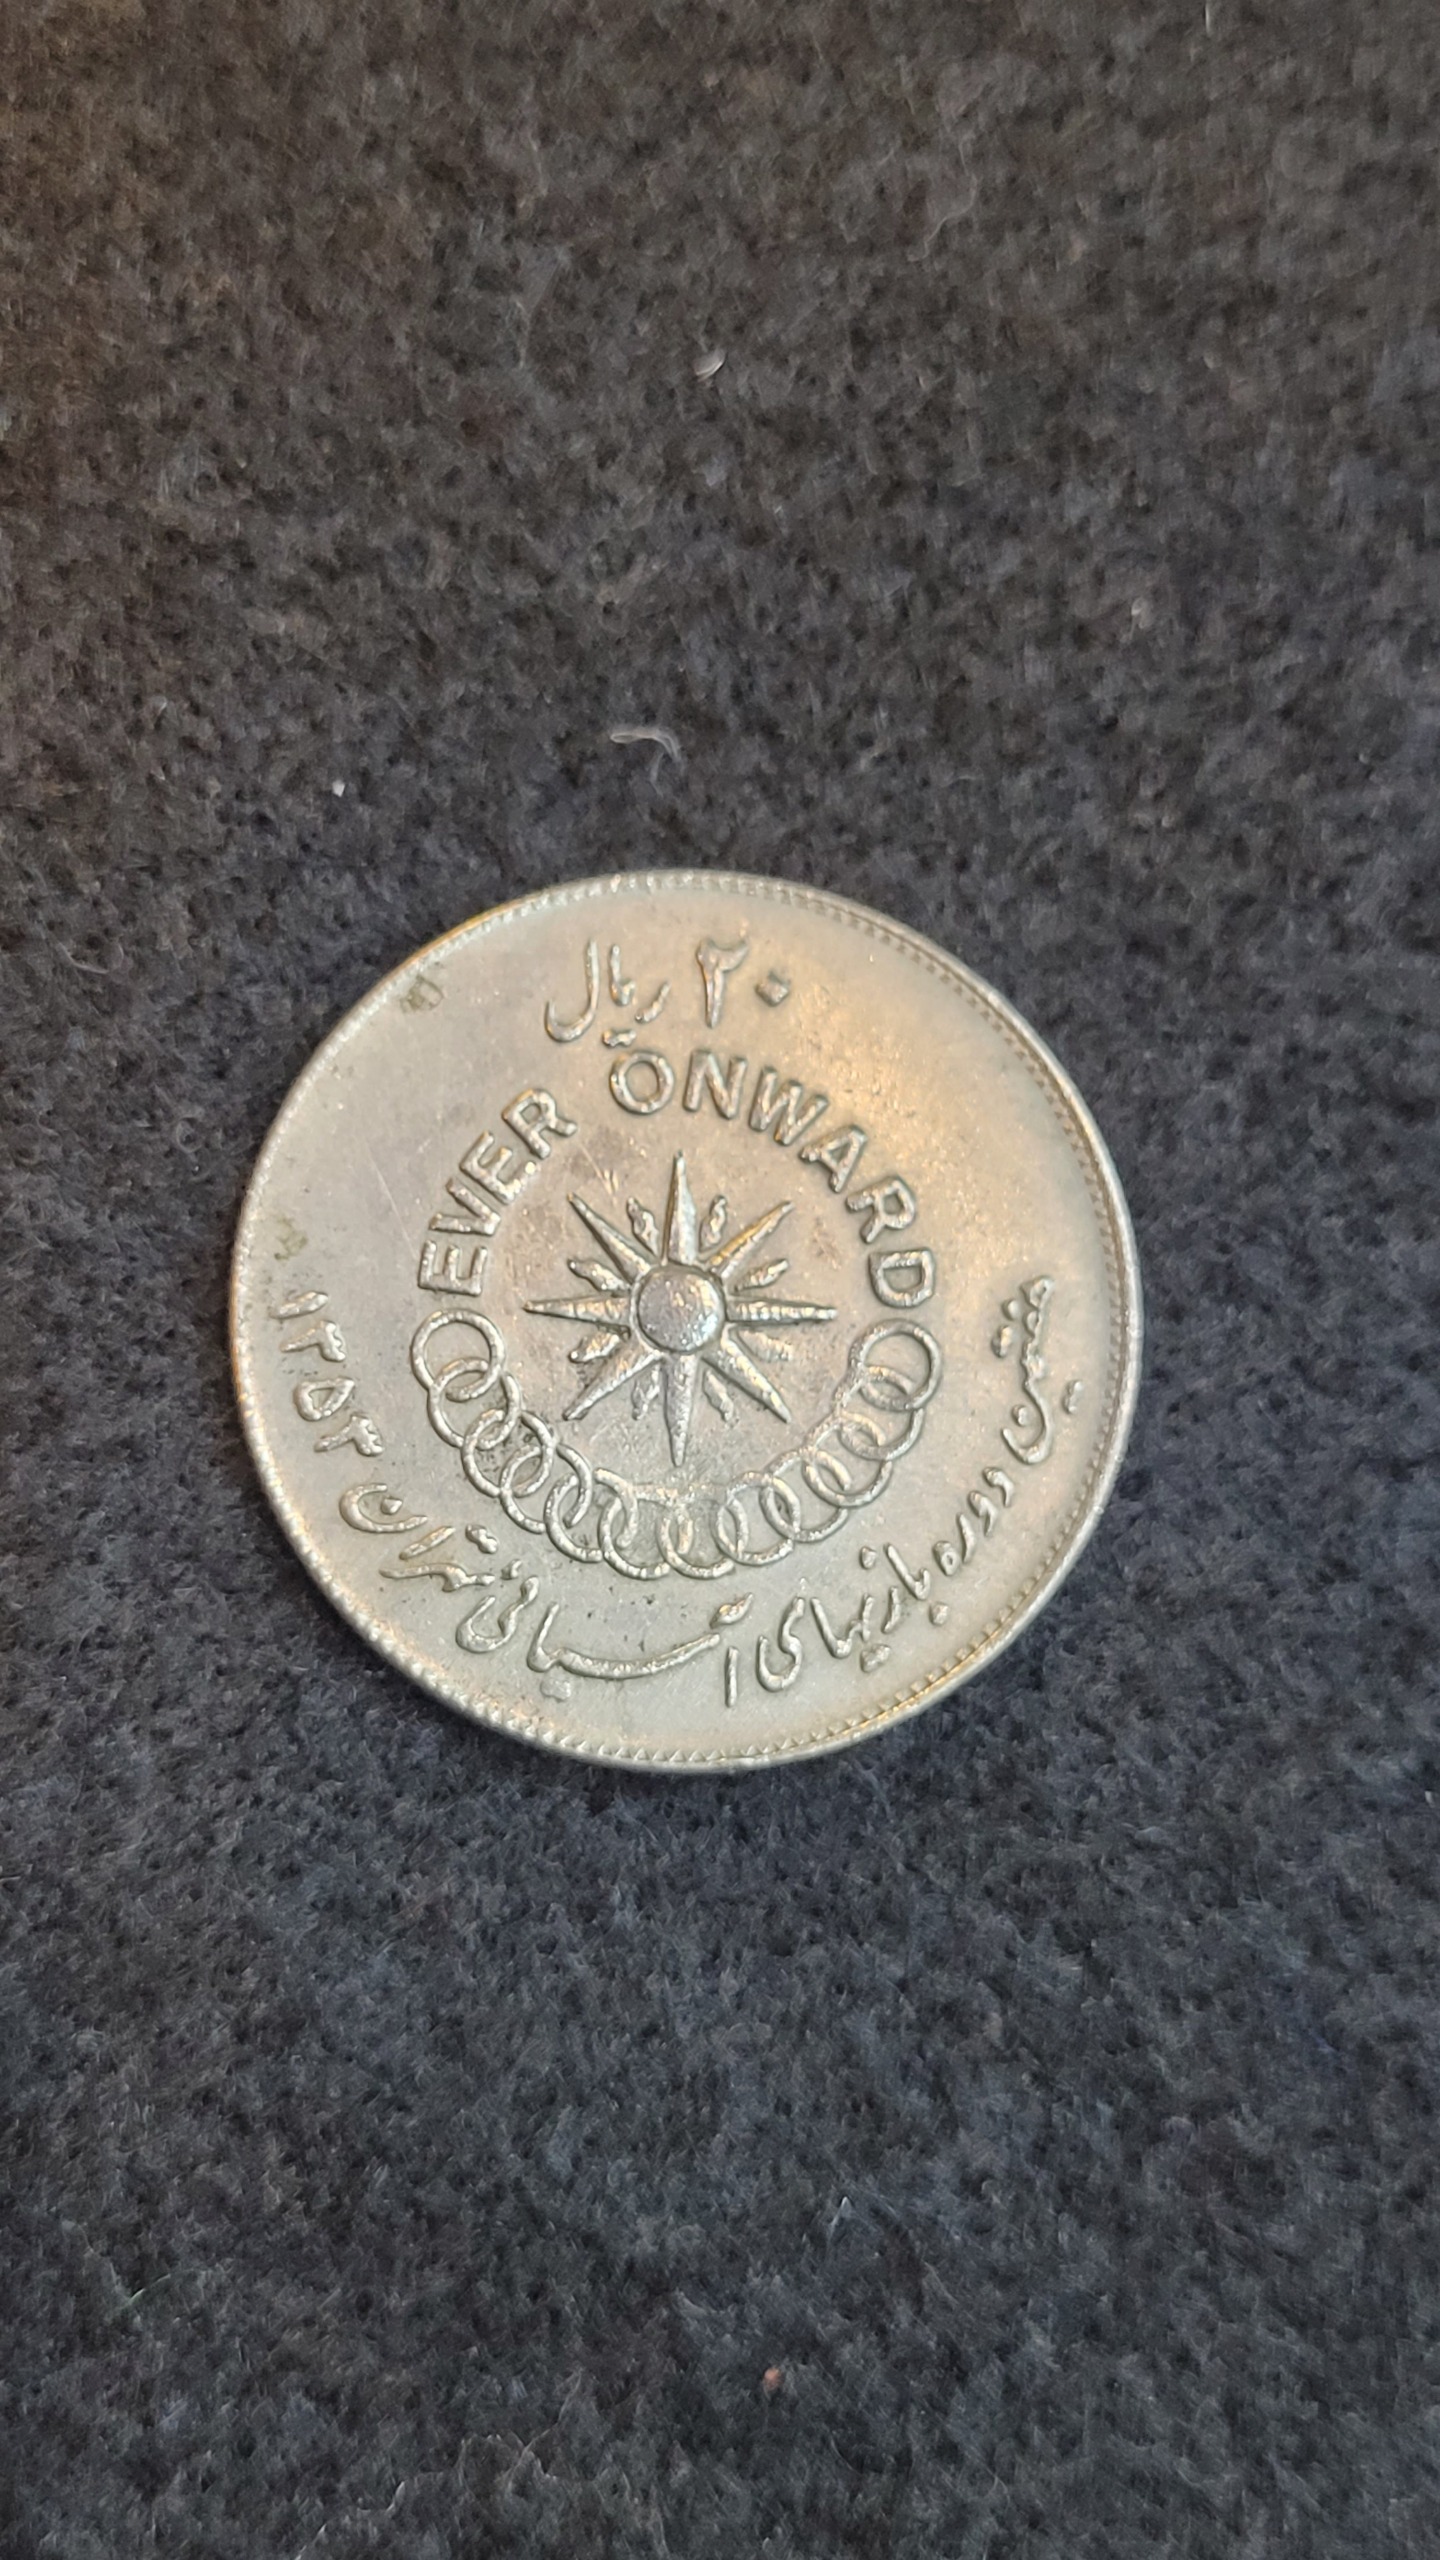 ۲۰ ریال
EVER ONWARD
هفتمین دوره بازیهای آسیائی تهران ۱۳۵۳